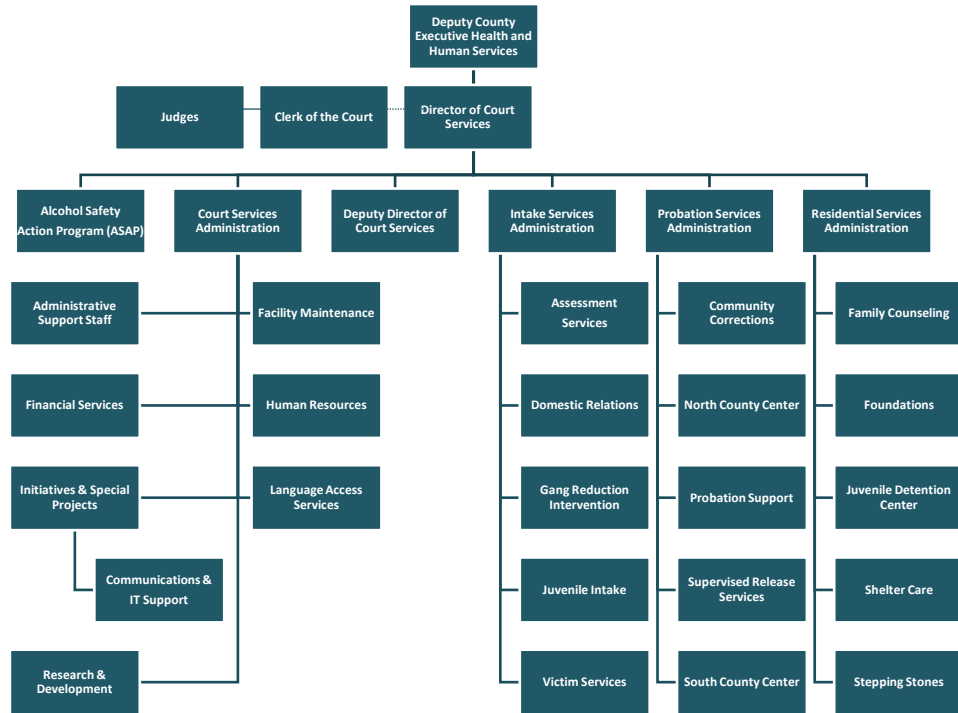 Deputy County
Executive Health and
Human Services
Judges
Clerk of the Court
Director of Court
Services
Alcohol Safety
Action Program (ASAP)
Court Services
Administration
Deputy Director of
Court Services
Intake Services
Administration
Probation Services
Administration
Residential Services
Administration
Administrative
Support Staff
Facility Maintenance
Assessment
Services
Community
Corrections
Family Counseling
Financial Services
Human Resources
Domestic Relations
North County Center
Foundations
Initiatives & Special
Projects
Language Access
Services
Gang Reduction
Intervention
Probation Support
Juvenile Detention
Center
Communications &
IT Support
Juvenile Intake
Supervised Release
Services
Shelter Care
Research &
Development
Victim Services
South County Center
Stepping Stones